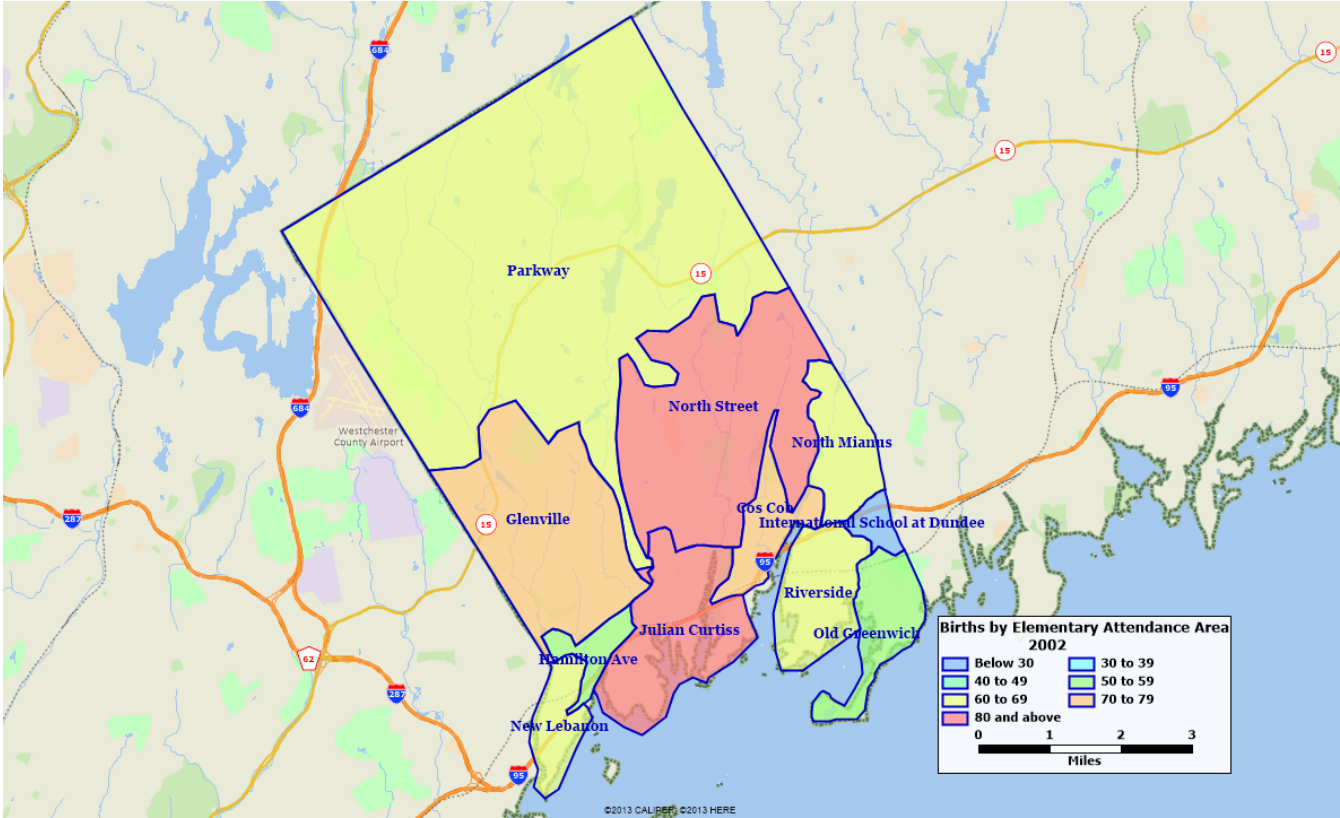 684
15
15
Parkway
15
North Street
684
95
Westchester
County Airport
North Mianus
Cos Cob
287
15
Glenville
International School at Dundee
95
Riverside
Julian Curtiss
Old Greenwich
Hamilton Ave
62
287
New Lebanon
95
Births by Elementary Attendance Area
2002
Below 30
30 to 39
40 to 49
50 to 59
60 to 69
70 to 79
80 and above
0 1 2 3
Miles
©2013 CALIPER; ©2013 HERE